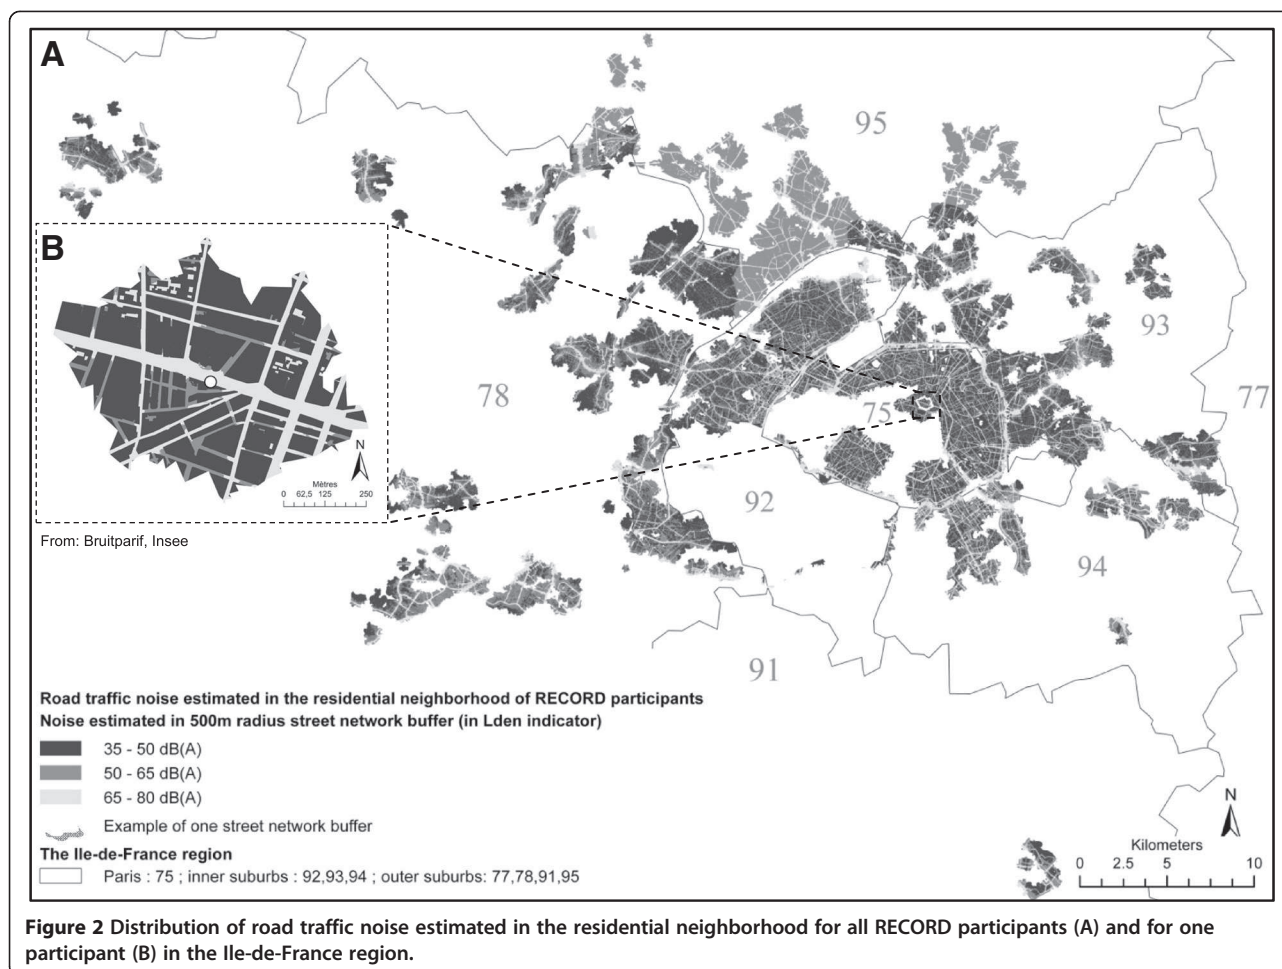 A
95
B
93
78
75
77
N
Mètres
0 62,5 125 250
92
From: Bruitparif, Insee
94
91
Road traffic noise estimated in the residential neighborhood of RECORD participants
Noise estimated in 500m radius street network buffer (in Lden indicator)
35 - 50 dB(A)
50 - 65 dB(A)
65 - 80 dB(A)
Example of one street network buffer
The Ile-de-France region
Paris : 75 ; inner suburbs : 92,93,94 ; outer suburbs: 77,78,91,95
N
Kilometers
0 2.5 5 10
Figure 2 Distribution of road traffic noise estimated in the residential neighborhood for all RECORD participants (A) and for one
participant (B) in the Ile-de-France region.